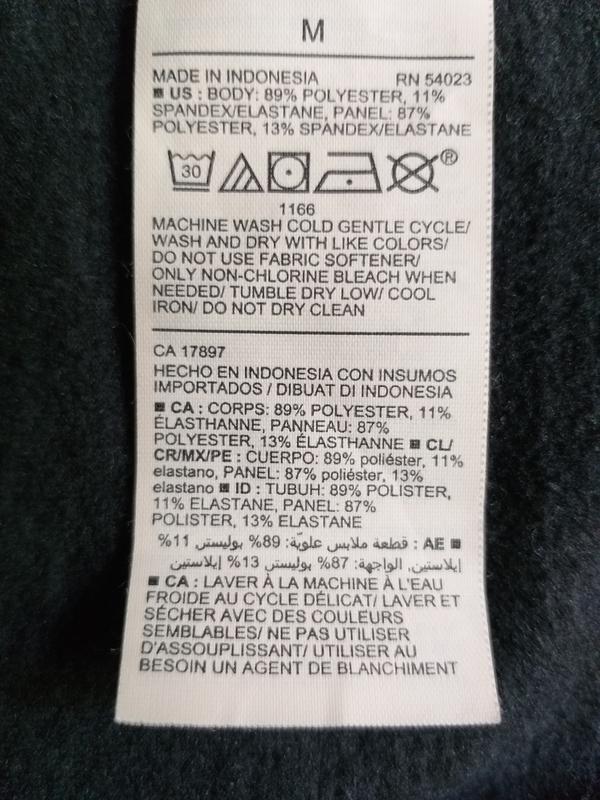 M
MADE IN INDONESIA RN 54023
US : BODY: 89% POLYESTER, 11%
SPANDEX/ELASTANE, PANEL: 87%
POLYESTER, 13% SPANDEX/ELASTANE
30 R
1166
MACHINE WASH COLD GENTLE CYCLE/
WASH AND DRY WITH LIKE COLORS/
DO NOT USE FABRIC SOFTENER/
ONLY NON-CHLORINE BLEACH WHEN
NEEDED/ TUMBLE DRY LOW/ COOL
IRON/ DO NOT DRY CLEAN
CA 17897
HECHO EN INDONESIA CON INSUMOS
IMPORTADOS / DIBUAT DI INDONESIA
CA : CORPS: 89% POLYESTER, 11%
ÉLASTHANNE, PANNEAU: 87%
POLYESTER, 13% ÉLASTHANNE CL/
CR/MX/PE : CUERPO: 89% poliéster, 11%
elastano, PANEL: 87% poliéster, 13%
elastano ID : TUBUH: 89% POLISTER,
11% ELASTANE, PANEL: 87%
POLISTER, 13% ELASTANE
AE : قطعة ملابس علويّة: 89% بوليستر 11%
إيلاستين, الواجهة: 87% بوليستر 13% إيلاستين
CA : LAVER À LA MACHINE À L'EAU
FROIDE AU CYCLE DÉLICAT/ LAVER ET
SÉCHER AVEC DES COULEURS
SEMBLABLES/ NE PAS UTILISER
D'ASSOUPLISSANT/ UTILISER AU
BESOIN UN AGENT DE BLANCHIMENT